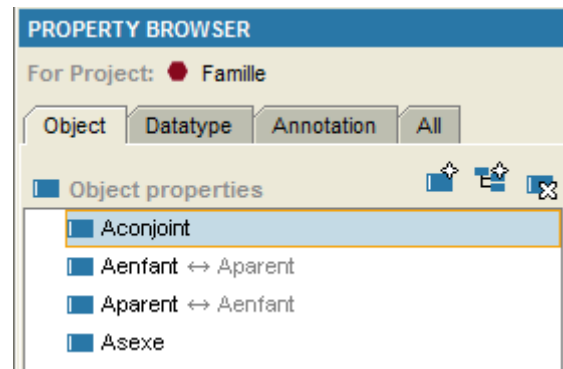 PROPERTY BROWSER
For Project: Famille
Object Datatype Annotation All
Object properties
Aconjoint
Aenfant ↔ Aparent
Aparent ↔ Aenfant
Asexe